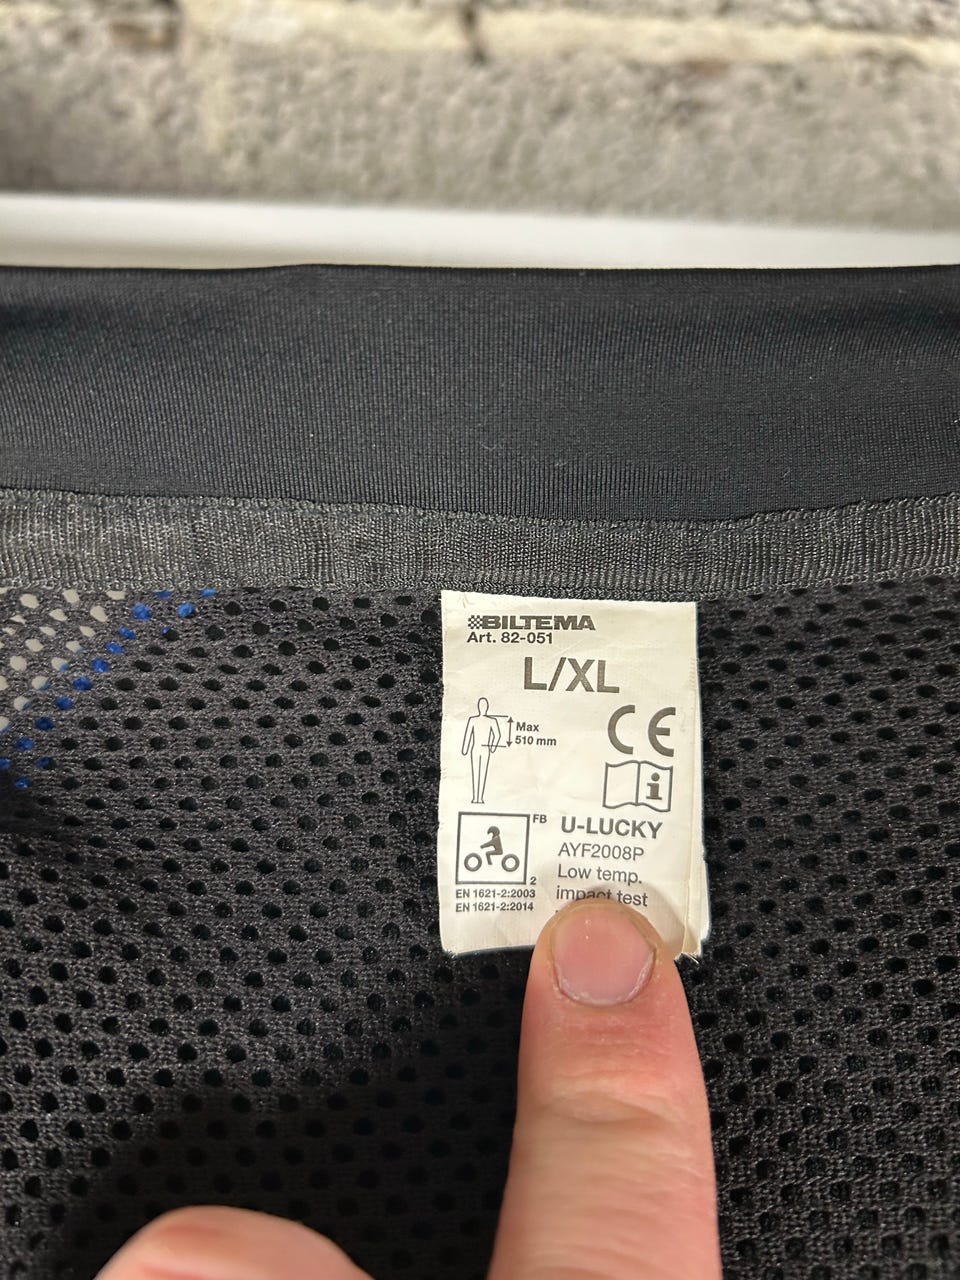 BILTEMA
Art. 82-051
L/XL
Max
510 mm
CE
i
FB
2
EN 1621-2:2003
EN 1621-2:2014
U-LUCKY
AYF2008P
Low temp.
impact test